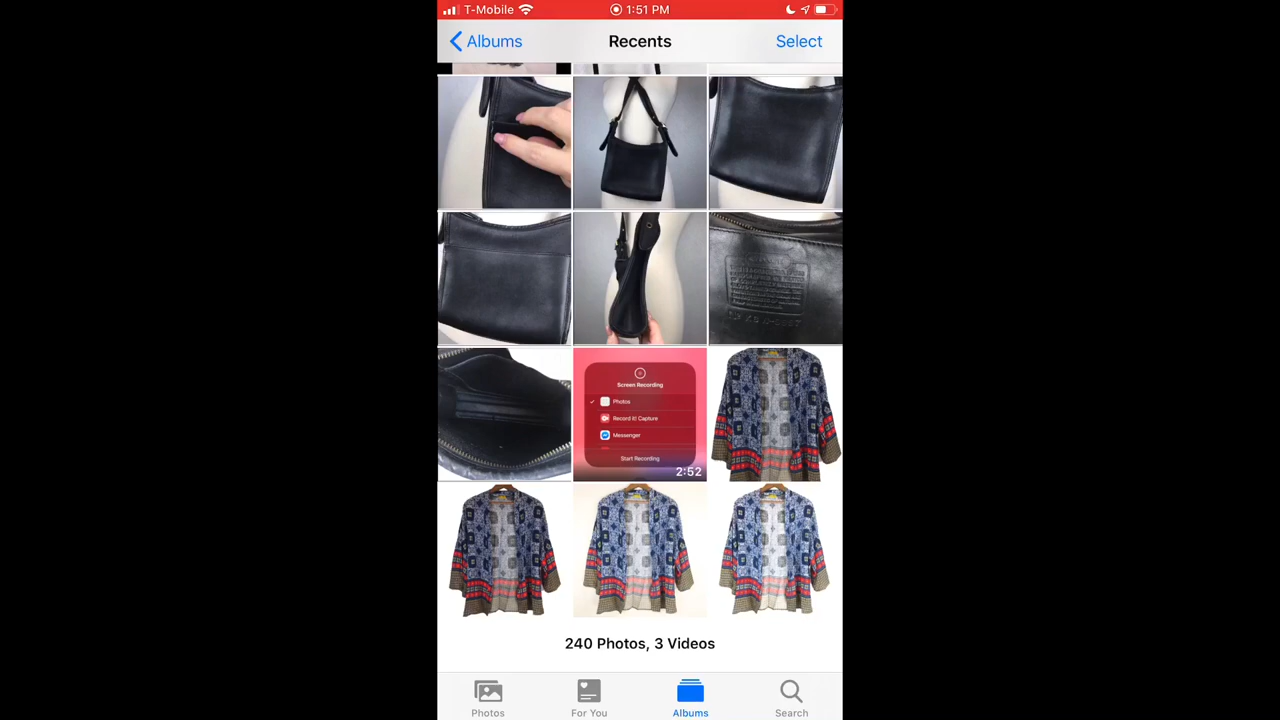 T-Mobile 1:51 PM
Albums Recents Select
Screen Recording
Photos
Record it! Capture
Messenger
Start Recording
2:52
240 Photos, 3 Videos
Photos For You Albums Search